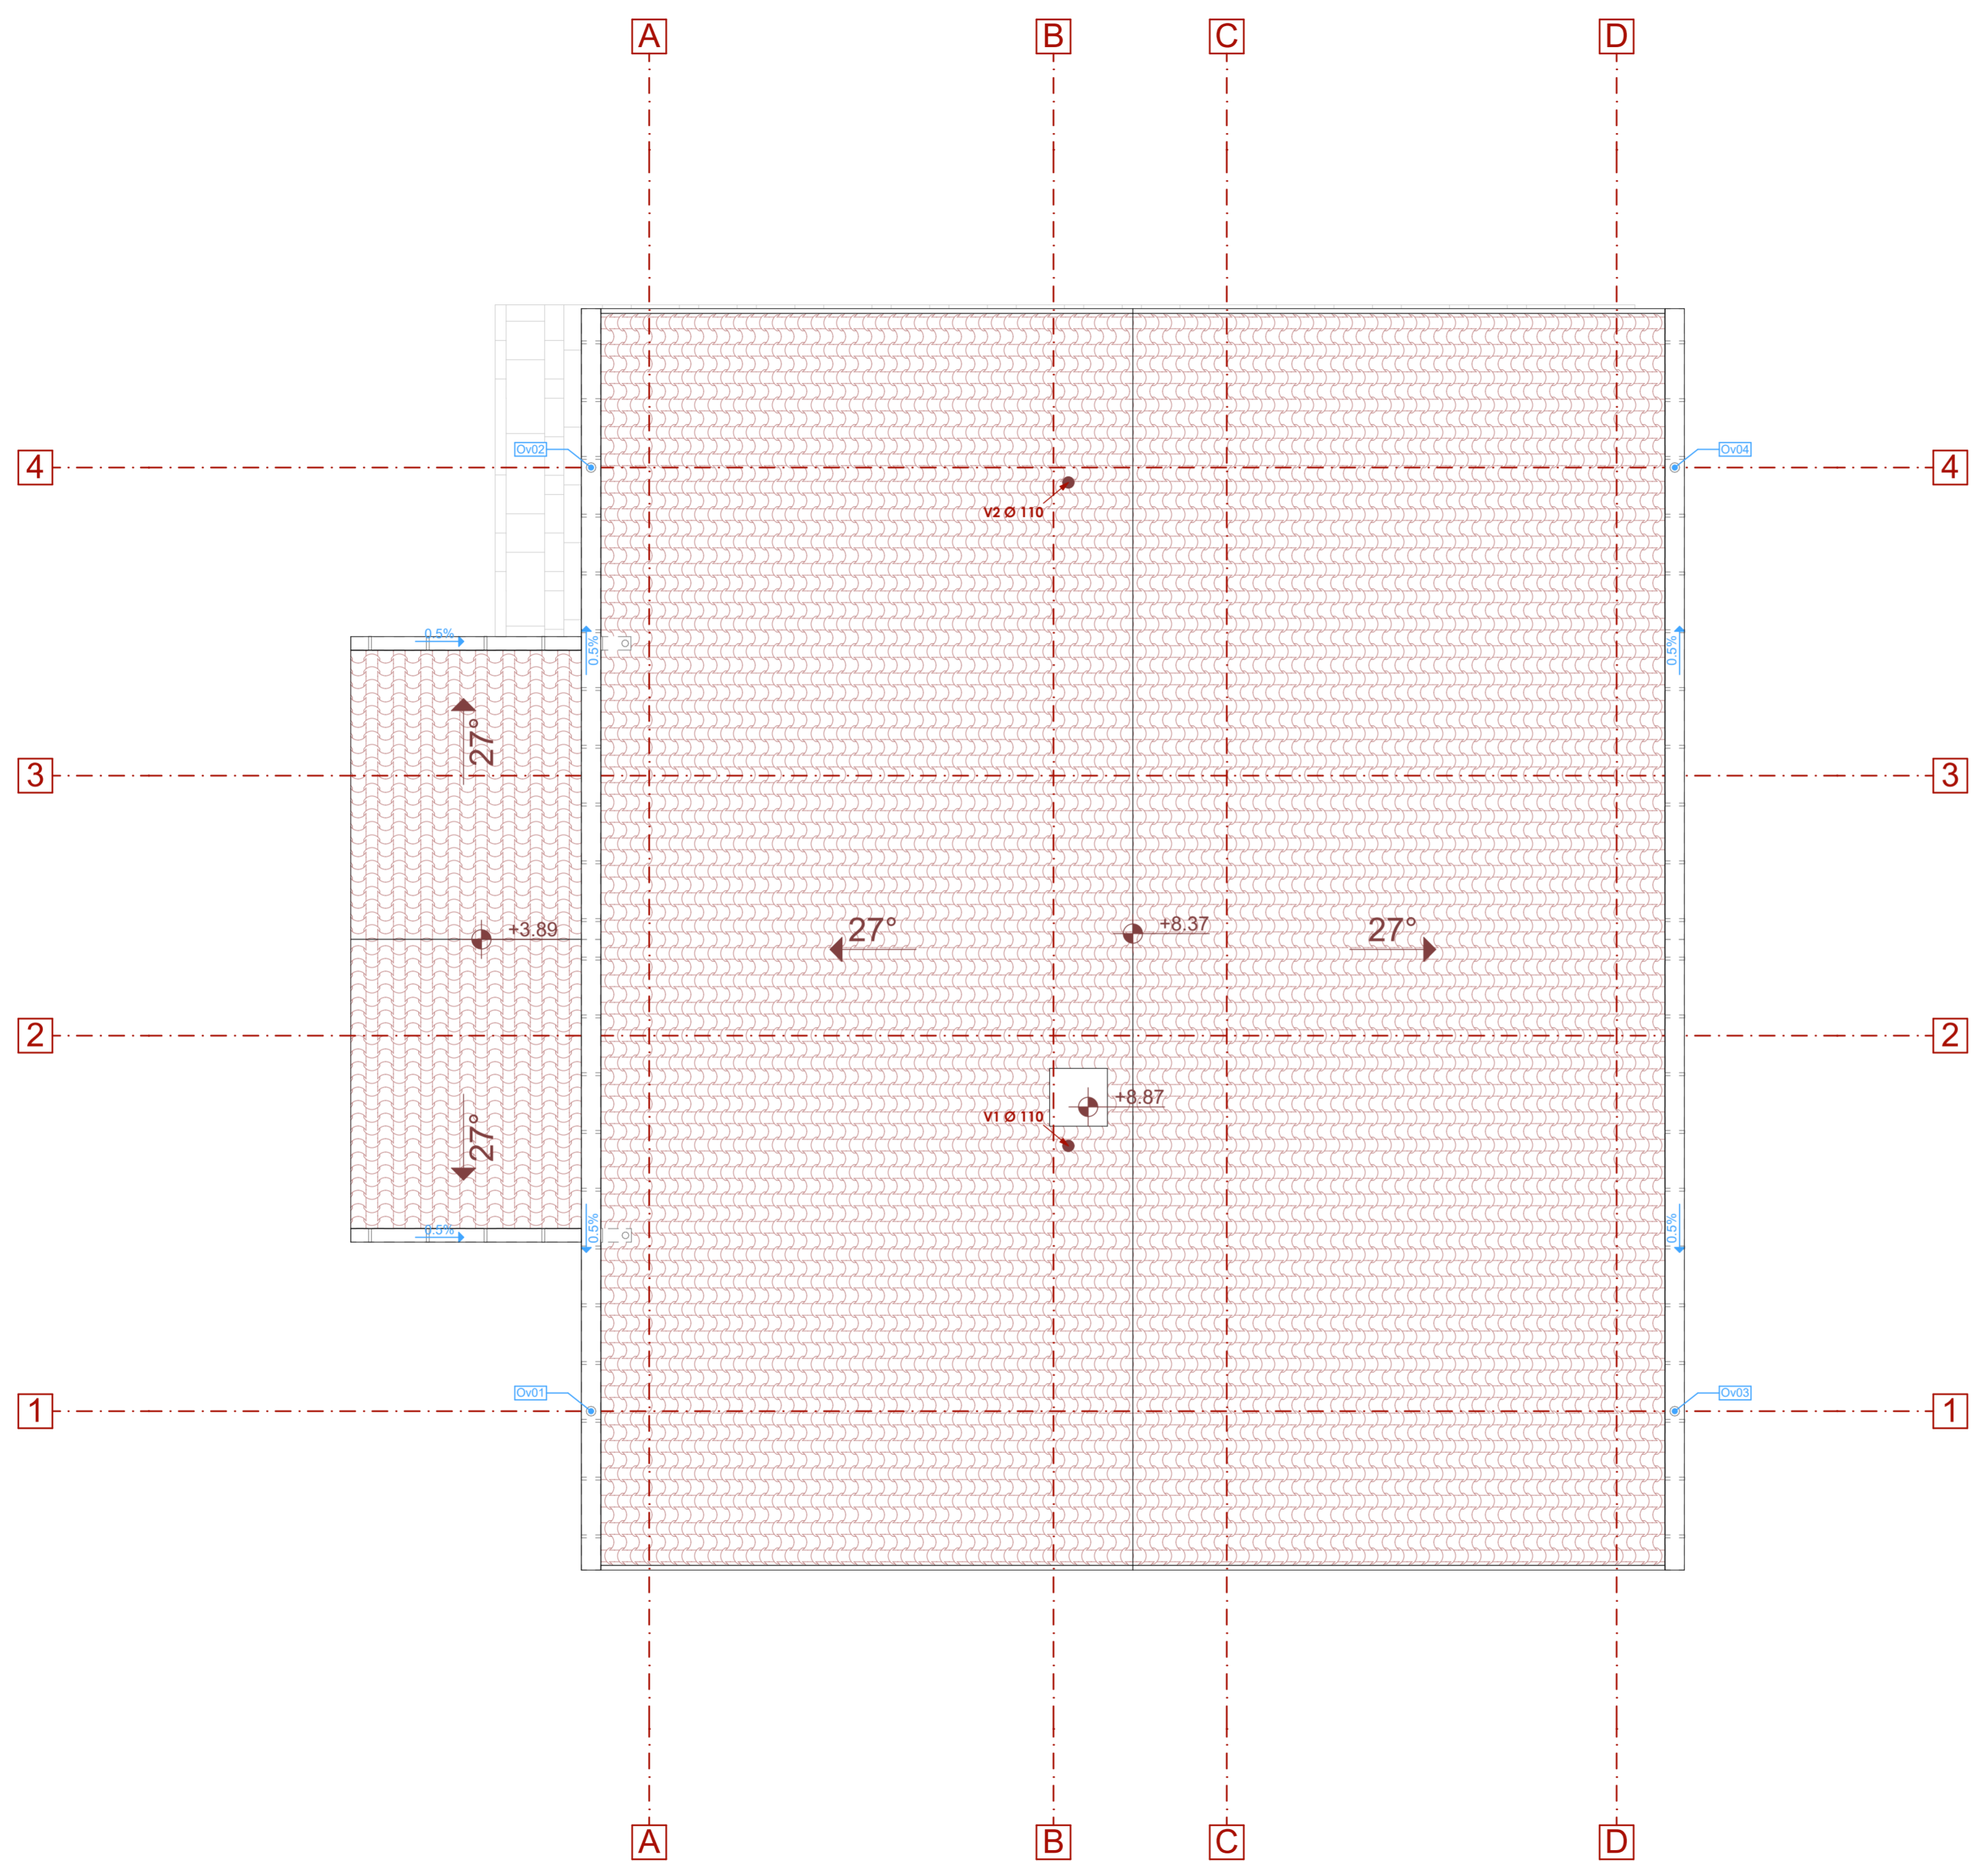 A B C D
Ov02 Ov04
4 4
V2 Ø 110
0.5% 0.5% 0.5%
27°
3 3
+3.89 27° +8.37 27°
2 2
+8.87
V1 Ø 110
27°
0.5% 0.5% 0.5%
Ov01 Ov03
1 1
A B C D